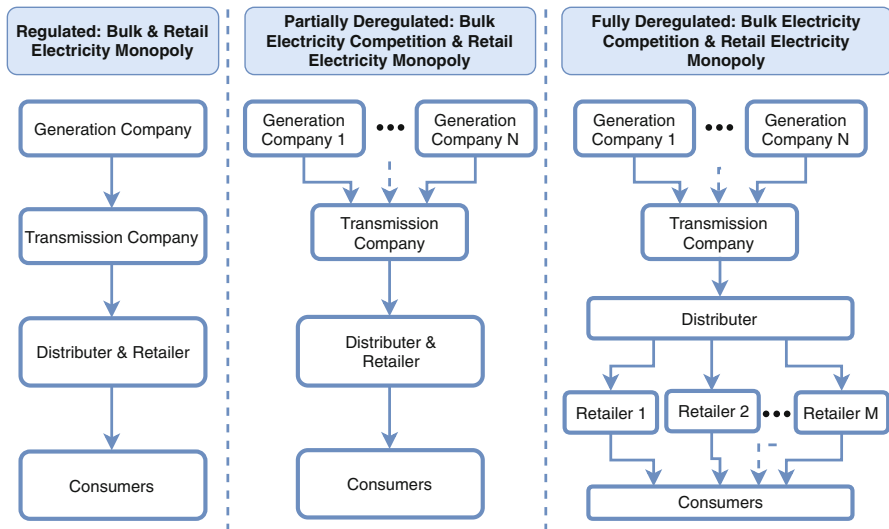 Regulated: Bulk & Retail
Electricity Monopoly
Generation Company
Transmission Company
Distributer & Retailer
Consumers
Partially Deregulated: Bulk
Electricity Competition & Retail
Electricity Monopoly
Generation
Company 1
•••
Generation
Company N
Transmission
Company
Distributer &
Retailer
Consumers
Fully Deregulated: Bulk Electricity
Competition & Retail Electricity
Monopoly
Generation
Company 1
•••
Generation
Company N
Transmission
Company
Distributer
Retailer 1
Retailer 2
•••
Retailer M
Consumers